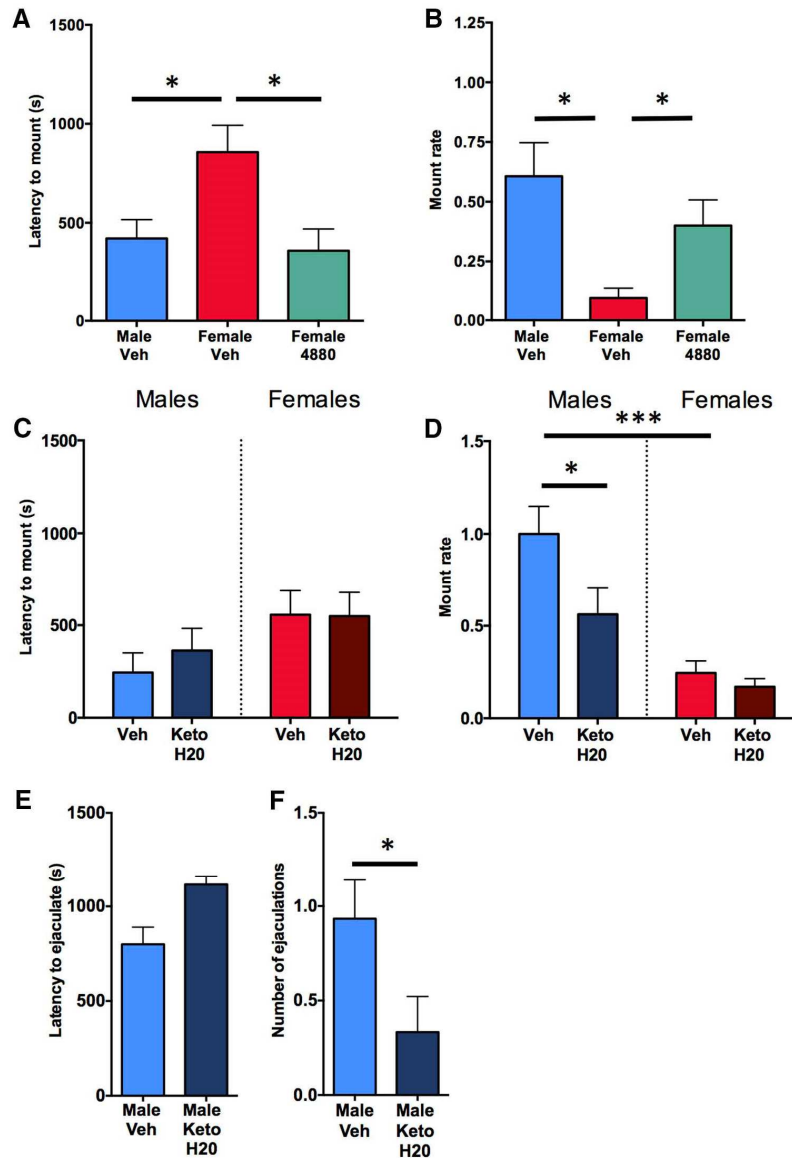 A
Latency to mount (s)
1500
1000
500
0
*
*
Male
Veh
Female
Veh
Female
4880
B
Mount rate
1.25
1.00
0.75
0.50
0.25
0.00
*
*
Male
Veh
Female
Veh
Female
4880
C
Males
Females
Latency to mount (s)
1500
1000
500
0
Veh
Keto
H20
Veh
Keto
H20
D
Males
Females
Mount rate
1.5
1.0
0.5
0.0
***
*
Veh
Keto
H20
Veh
Keto
H20
E
Latency to ejaculate (s)
1500
1000
500
0
Male
Veh
Male
Keto
H20
F
Number of ejaculations
1.5
1.0
0.5
0.0
*
Male
Veh
Male
Keto
H20